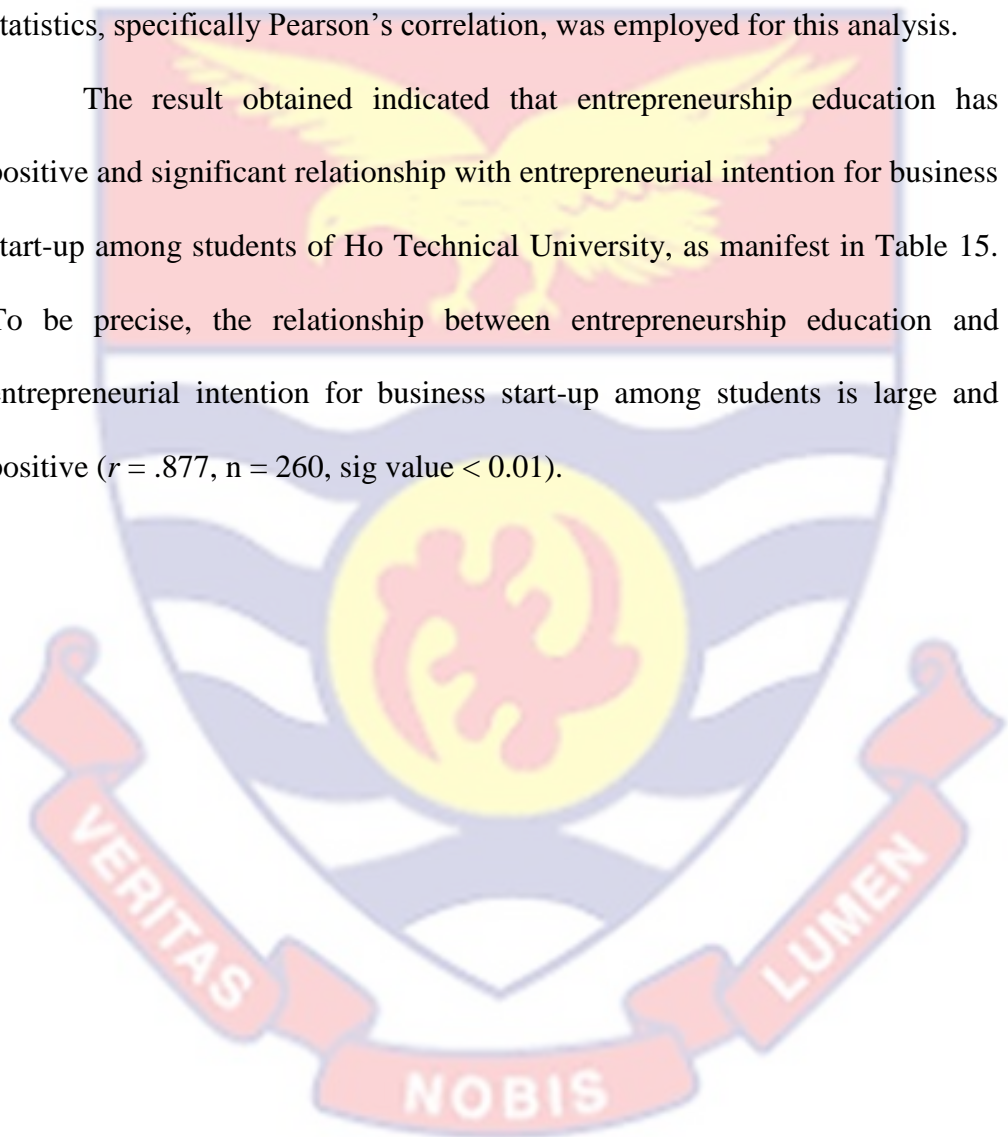 tatistics, specifically Pearson’s correlation, was employed for this analysis.
The result obtained indicated that entrepreneurship education has
positive and significant relationship with entrepreneurial intention for business
tart-up among students of Ho Technical University, as manifest in Table 15.
To be precise, the relationship between entrepreneurship education and
entrepreneurial intention for business start-up among students is large and
positive (r = .877, n = 260, sig value < 0.01).
VERITAS
NOBIS
LUMEN